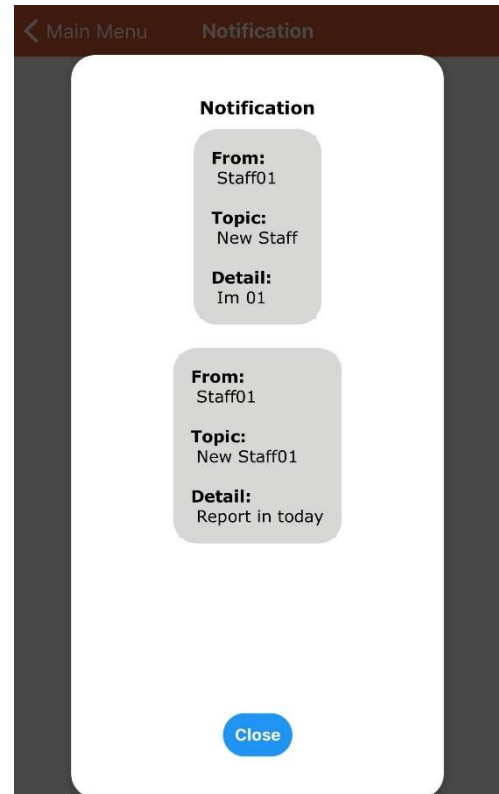 Main Menu
Notification
Notification
From:
Staff01
Topic:
New Staff
Detail:
Im 01
From:
Staff01
Topic:
New Staff01
Detail:
Report in today
Close